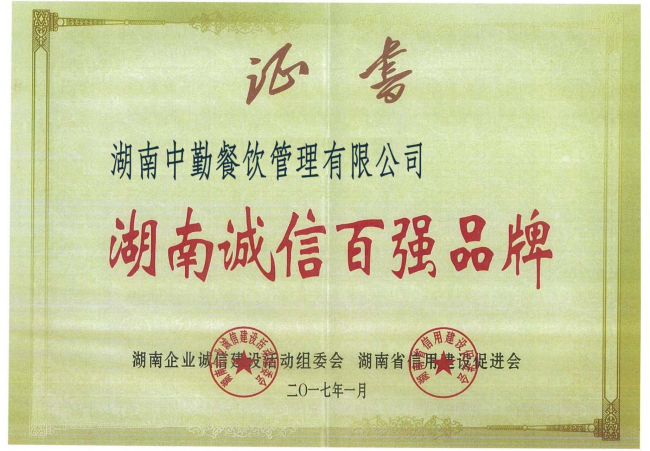 证书
湖南中勤餐饮管理有限公司
湖南诚信百强品牌
湖南企业诚信建设活动组委会 湖南省信用建设促进会
二〇一七年一月